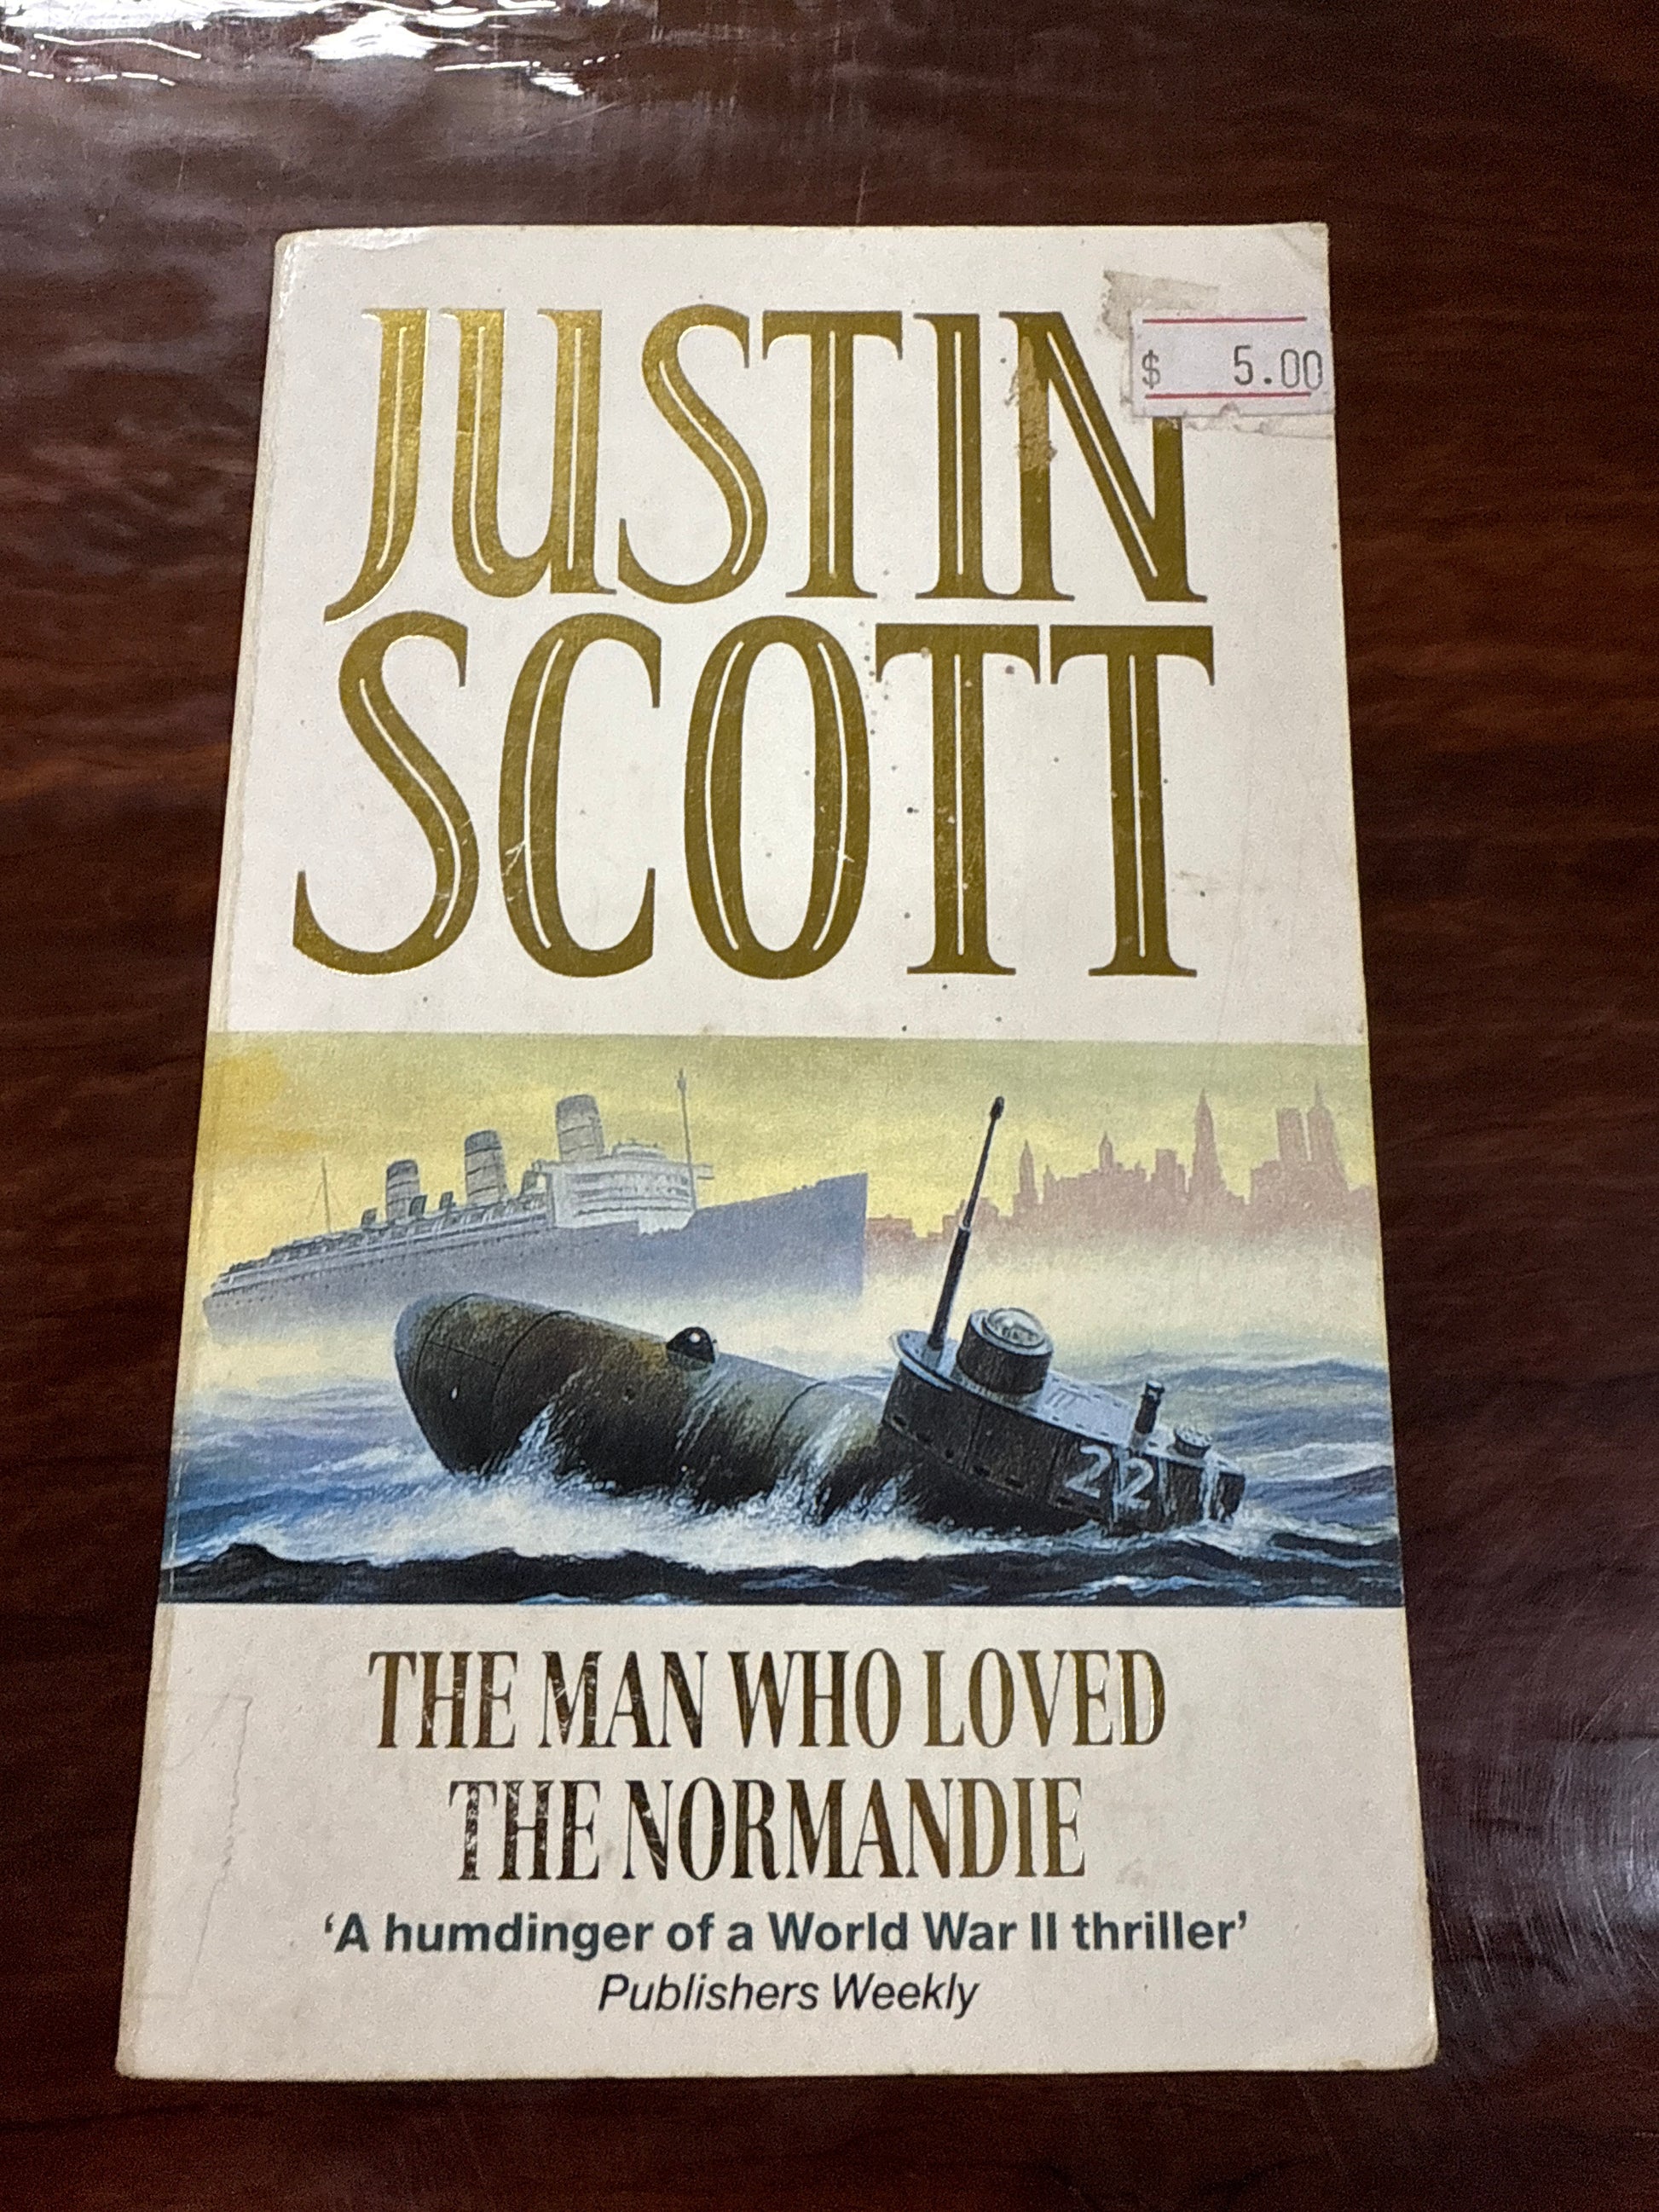 JUSTIN
$ 5.00
SCOTT
22
THE MAN WHO LOVED
THE NORMANDIE
‘A humdinger of a World War II thriller’
Publishers Weekly